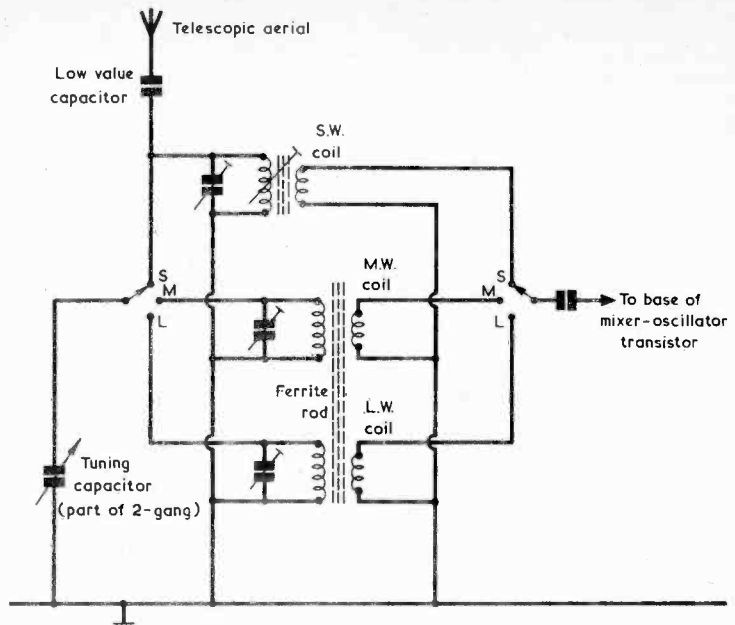 Telescopic aerial
Low value
capacitor
S.W.
coil
S
M
L
M.W.
coil
S
M
L
To base of
mixer-oscillator
transistor
Ferrite
rod
L.W.
coil
Tuning
capacitor
(part of 2-gang)